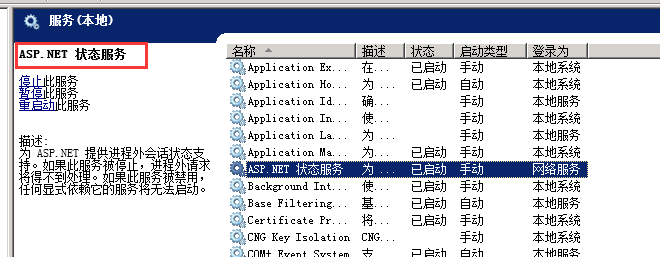 服务(本地)
ASP.NET 状态服务
停止此服务
暂停此服务
重启动此服务
描述:
为 ASP.NET 提供进程外会话状态支
持。如果此服务被停止，进程外请求
将得不到处理。如果此服务被禁用，
任何显式依赖它的服务将无法启动。
名称 描述 状态 启动类型 登录为
Application Ex... 在... 已启动 手动 本地系统
Application Ho... 为 ... 已启动 自动 本地系统
Application Id... 确... 手动 本地服务
Application In... 使... 手动 本地系统
Application La... 为 ... 手动 本地服务
Application Ma... 为... 已启动 手动 本地系统
ASP.NET 状态服务 为 ... 已启动 手动 网络服务
Background Int... 使... 已启动 手动 本地系统
Base Filtering... 基... 已启动 自动 本地服务
Certificate Pr... 将... 已启动 手动 本地系统
CNG Key Isolation CNG... 手动 本地系统
COM+ Event System 支... 已启动 自动 本地服务